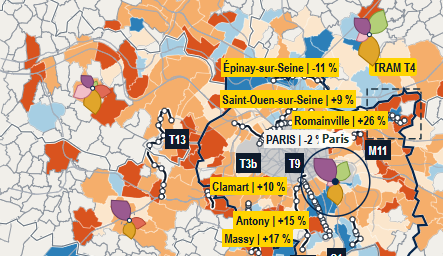 Épinay-sur-Seine | -11 %
TRAM T4
Saint-Ouen-sur-Seine | +9 %
Romainville | +26 %
T13
PARIS | -2 %
Paris
M11
T3b
T9
Clamart | +10 %
Antony | +15 %
Massy | +17 %